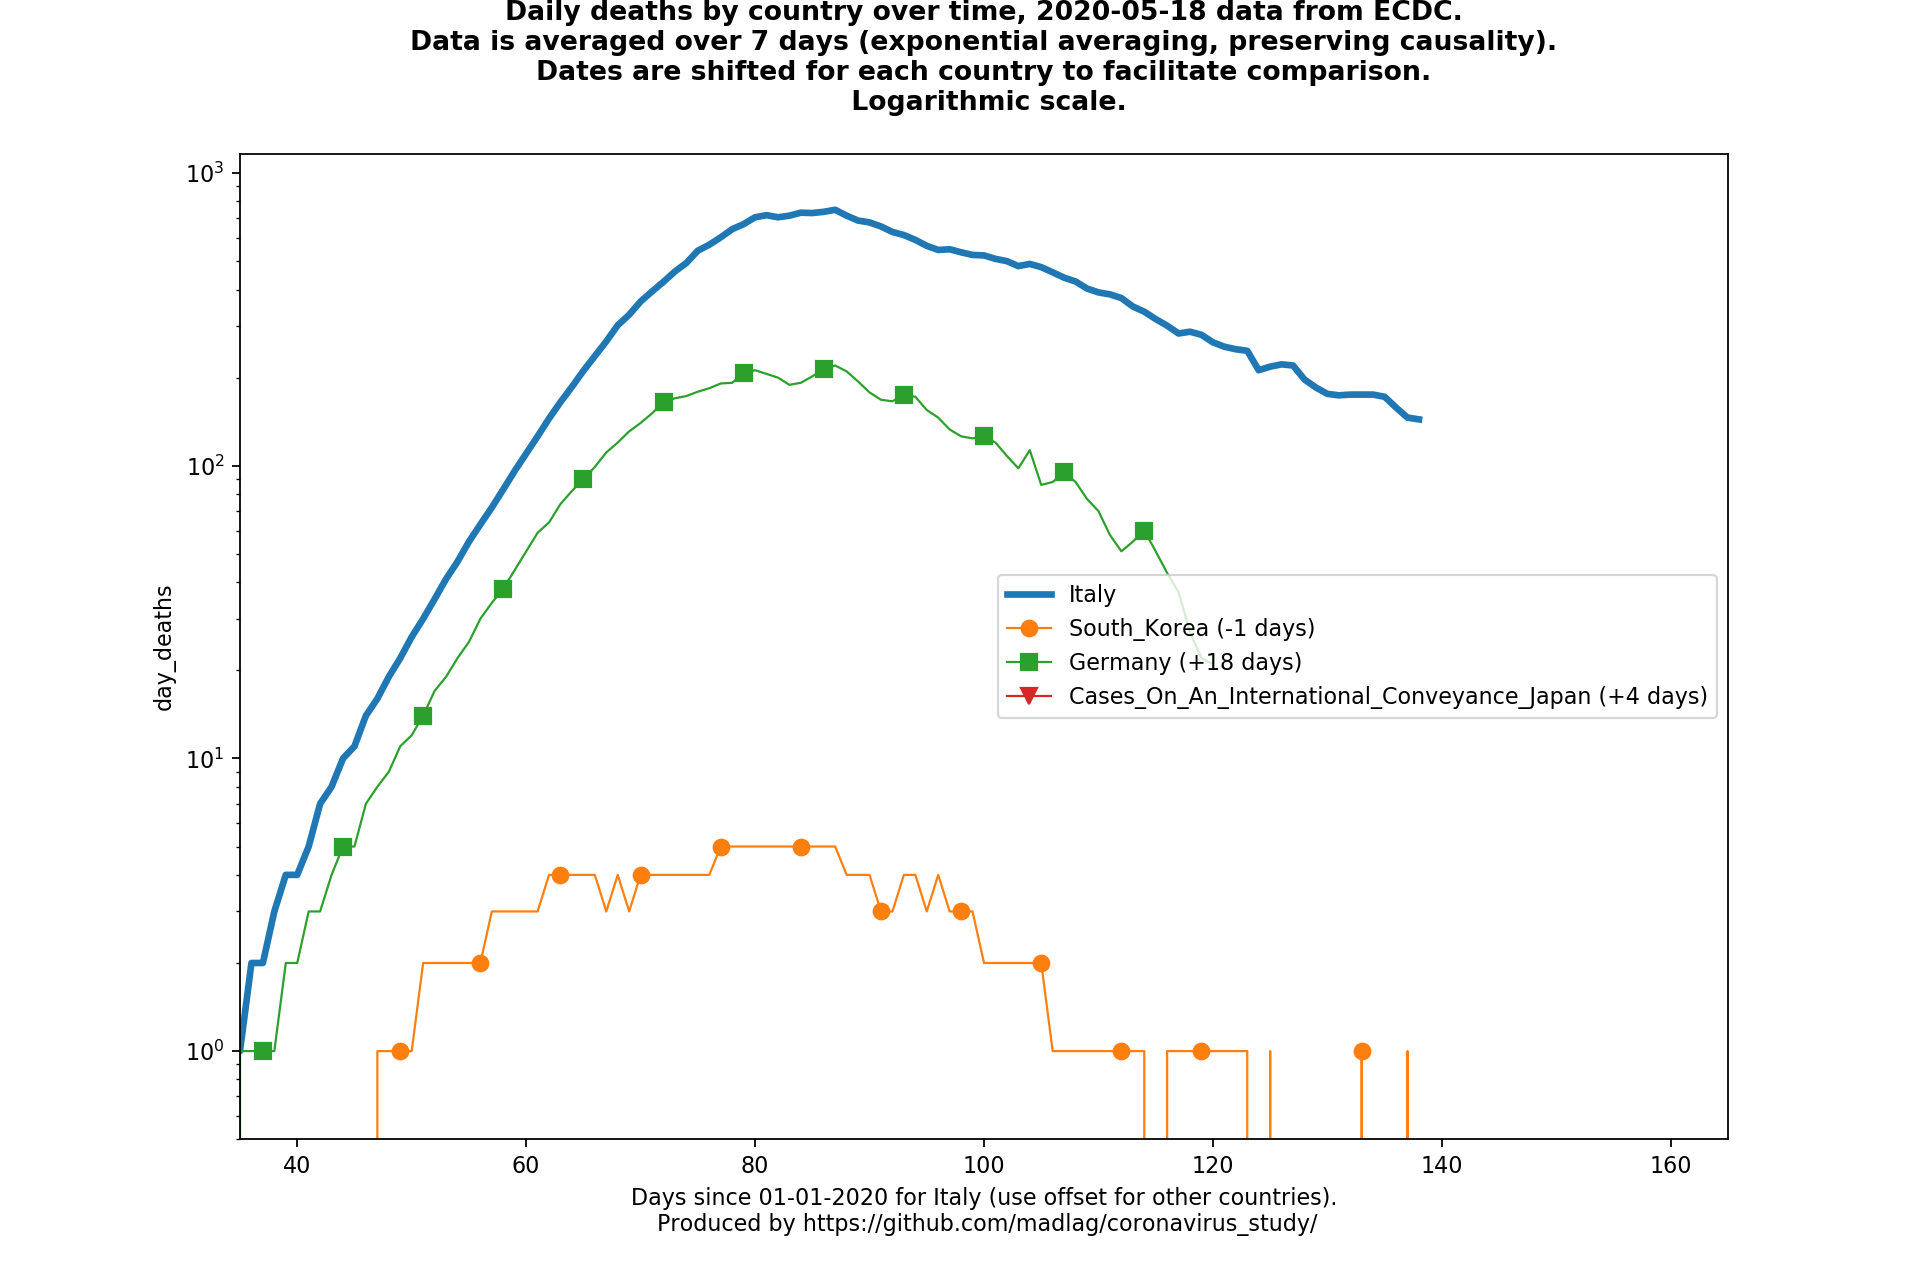 Daily deaths by country over time, 2020-05-18 data from ECDC.
Data is averaged over 7 days (exponential averaging, preserving causality).
Dates are shifted for each country to facilitate comparison.
Logarithmic scale.
10³
10²
10¹
10⁰
day_deaths
Italy
South_Korea (-1 days)
Germany (+18 days)
Cases_On_An_International_Conveyance_Japan (+4 days)
40 60 80 100 120 140 160
Days since 01-01-2020 for Italy (use offset for other countries).
Produced by https://github.com/madlag/coronavirus_study/